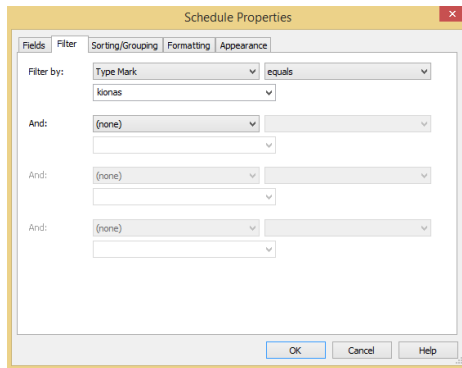 Schedule Properties
Fields Filter Sorting/Grouping Formatting Appearance
Filter by: Type Mark equals
kionas
And: (none)
And: (none)
And: (none)
OK Cancel Help